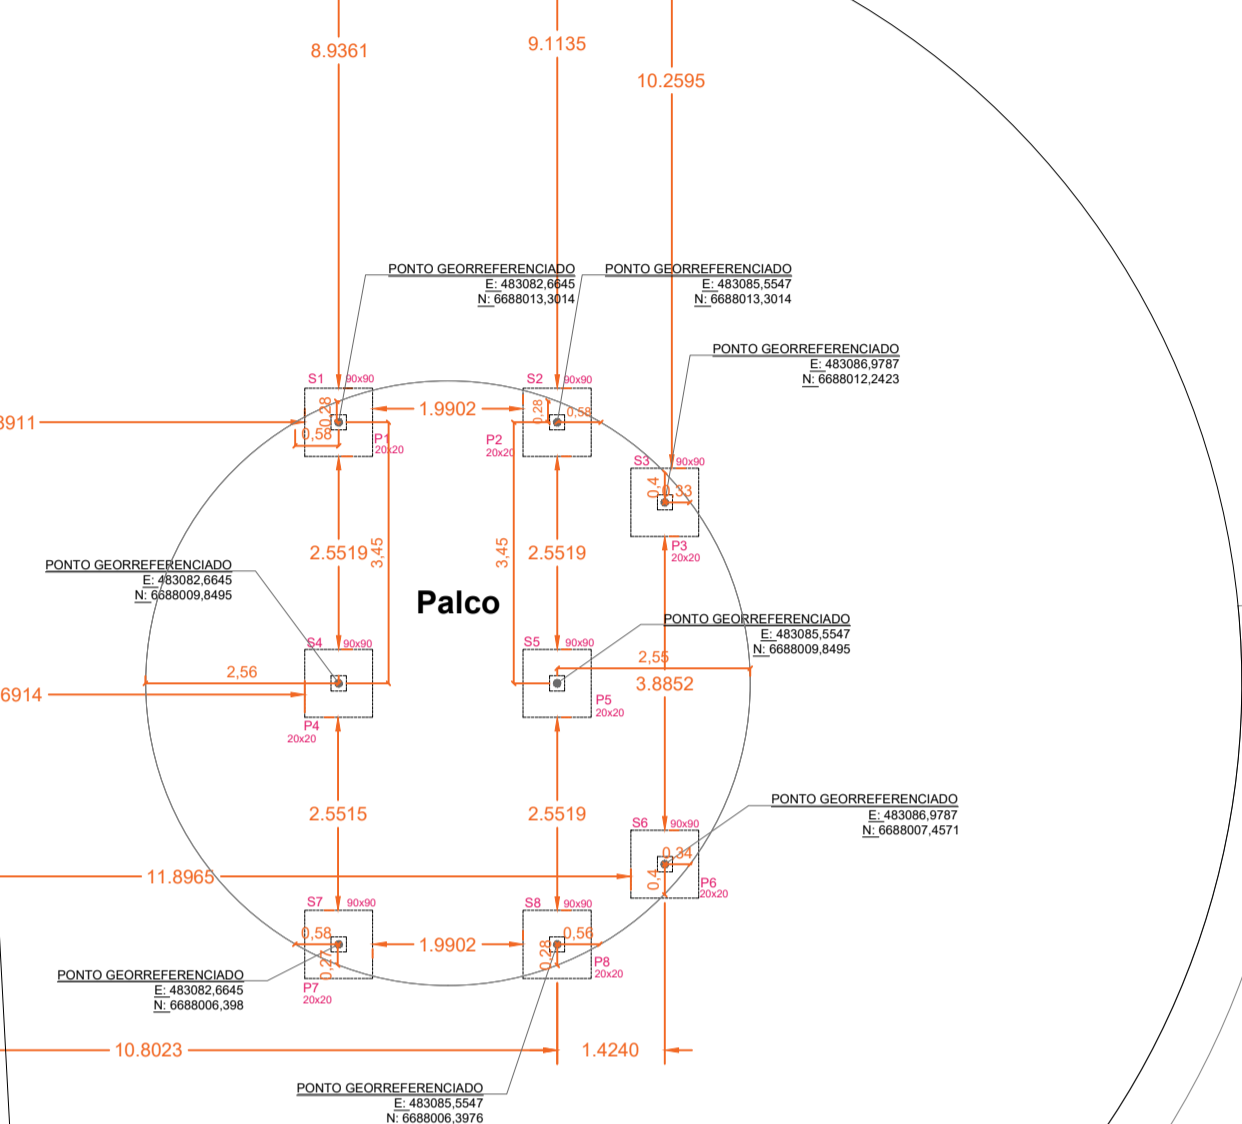 8.9361
9.1135
10.2595
PONTO GEORREFERENCIADO
E: 483082,6645
N: 6688013,3014
PONTO GEORREFERENCIADO
E: 483085,5547
N: 6688013,3014
PONTO GEORREFERENCIADO
E: 483086,9787
N: 6688012,2423
S1 90x90
S2 90x90
0,28
0,58
1.9902
0,28
0,58
3911
P1
20x20
P2
20x20
S3 90x90
0,4
0,33
P3
20x20
2.5519
3,45
3,45
2.5519
PONTO GEORREFERENCIADO
E: 483082,6645
N: 6688009,8495
Palco
PONTO GEORREFERENCIADO
E: 483085,5547
N: 6688009,8495
S4 90x90
S5 90x90
2,56
2,55
3.8852
6914
P4
20x20
P5
20x20
2.5515
2.5519
PONTO GEORREFERENCIADO
E: 483086,9787
N: 6688007,4571
S6 90x90
0,34
0,4
P6
20x20
11.8965
S7 90x90
S8 90x90
0,58
0,27
1.9902
0,56
0,28
P7
20x20
P8
20x20
PONTO GEORREFERENCIADO
E: 483082,6645
N: 6688006,398
10.8023
1.4240
PONTO GEORREFERENCIADO
E: 483085,5547
N: 6688006,3976